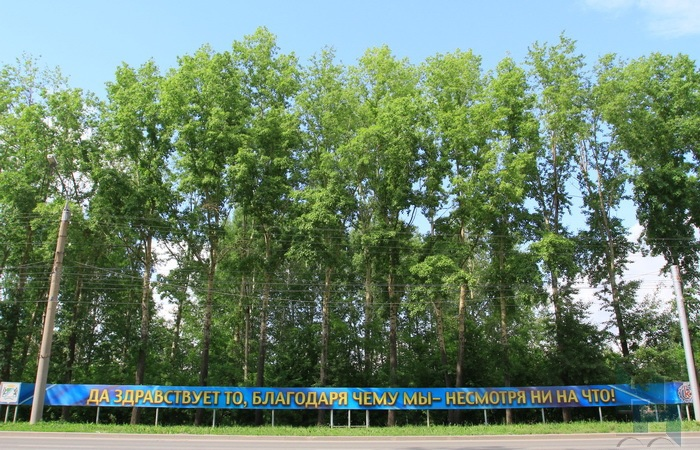 ДА ЗДРАВСТВУЕТ ТО, БЛАГОДАРЯ ЧЕМУ МЫ- НЕСМОТРЯ НИ НА ЧТО!